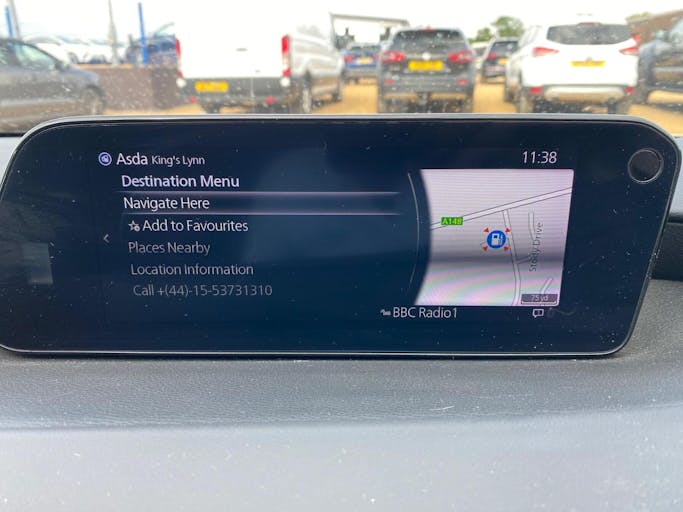 Asda King's Lynn
11:38
Destination Menu
Navigate Here
Add to Favourites
Places Nearby
Location Information
Call +(44)-15-53731310
A148
Study Drive
75 yd
BBC Radio1